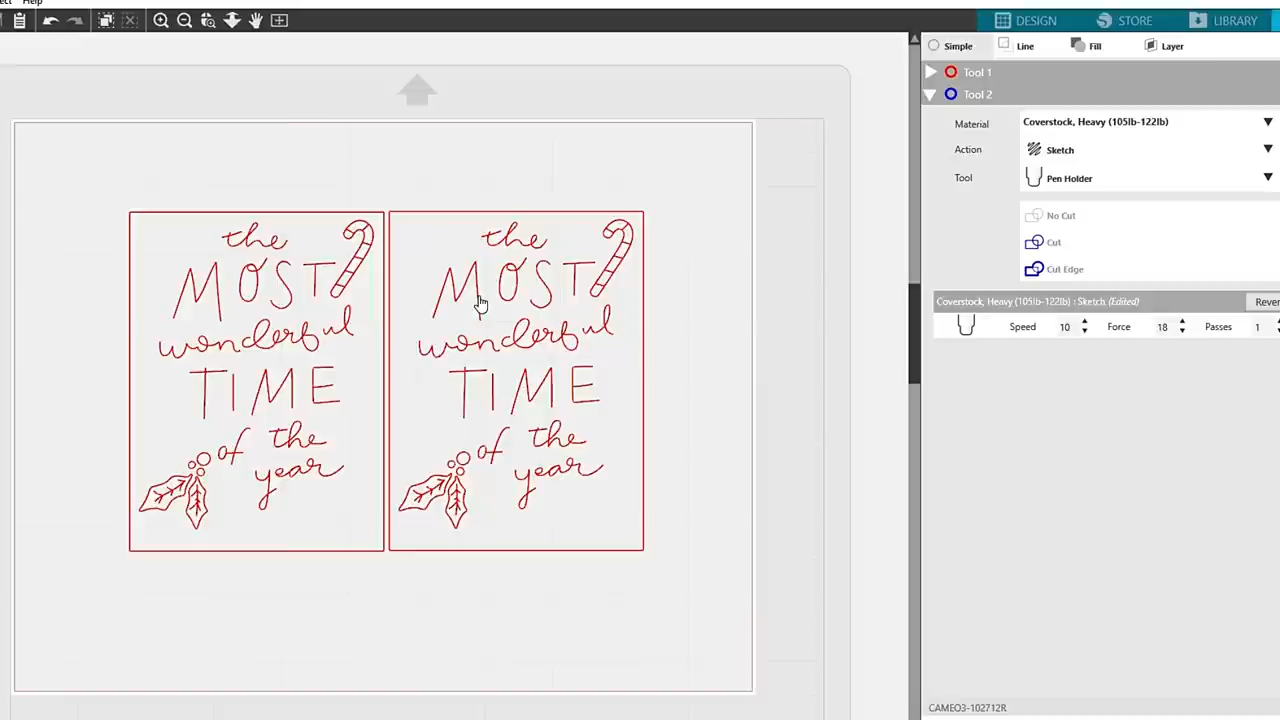 Help
DESIGN STORE LIBRARY
Simple Line Fill Layer
Tool 1
Tool 2
Material Coverstock, Heavy (105lb-122lb)
Action Sketch
Tool Pen Holder
No Cut
Cut
Cut Edge
Coverstock, Heavy (105lb-122lb) : Sketch (Edited)
Speed 10 Force 18 Passes 1
the
MOST
wonderful
TIME
of the
year
the
MOST
wonderful
TIME
of the
year
CAMEO3-102712R